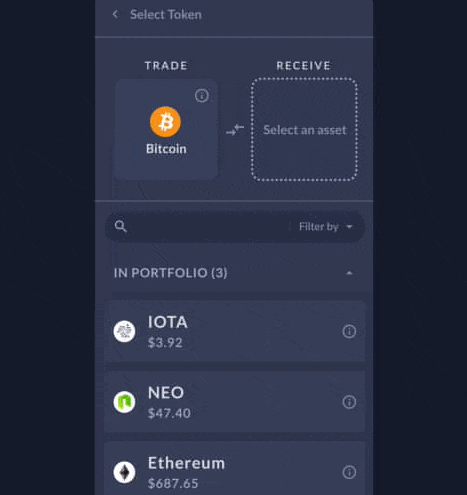 Select Token
TRADE RECEIVE
Bitcoin
Select an asset
Filter by
IN PORTFOLIO (3)
IOTA
$3.92
NEO
$47.40
Ethereum
$687.65